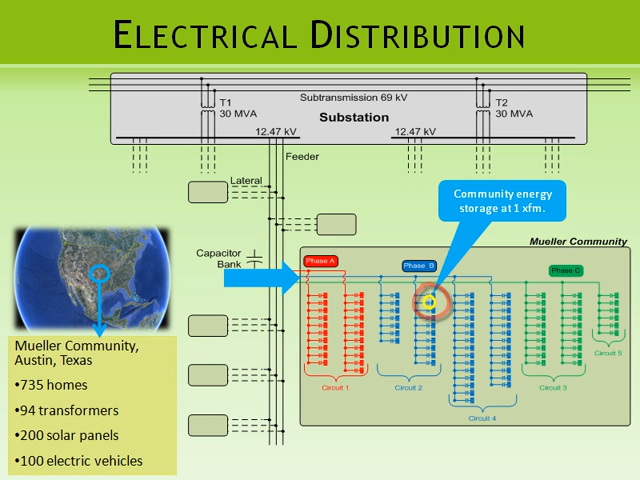 ELECTRICAL DISTRIBUTION
T1
30 MVA
Subtransmission 69 kV
Substation
T2
30 MVA
12.47 kV
12.47 kV
Feeder
Lateral
Community energy
storage at 1 xfm.
Capacitor
Bank
Mueller Community
Phase A
Phase B
Phase C
Circuit 1
Circuit 2
Circuit 4
Circuit 3
Circuit 5
Mueller Community,
Austin, Texas
•735 homes
•94 transformers
•200 solar panels
•100 electric vehicles